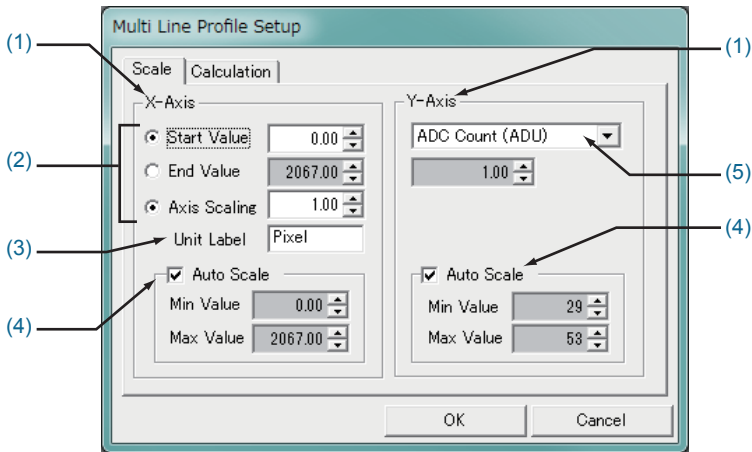 Multi Line Profile Setup
(1)
(1)
Scale
Calculation
X-Axis
(2)
Start Value 0.00
End Value 2067.00
Axis Scaling 1.00
(3)
Unit Label Pixel
(4)
Auto Scale
Min Value 0.00
Max Value 2067.00
Y-Axis
ADC Count (ADU)
(5)
1.00
(4)
Auto Scale
Min Value 29
Max Value 53
OK
Cancel